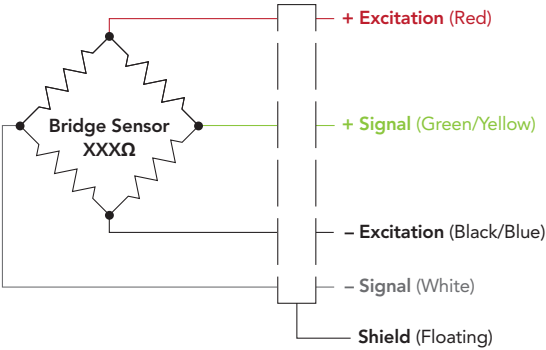 + Excitation (Red)
Bridge Sensor
XXXΩ
+ Signal (Green/Yellow)
– Excitation (Black/Blue)
– Signal (White)
Shield (Floating)